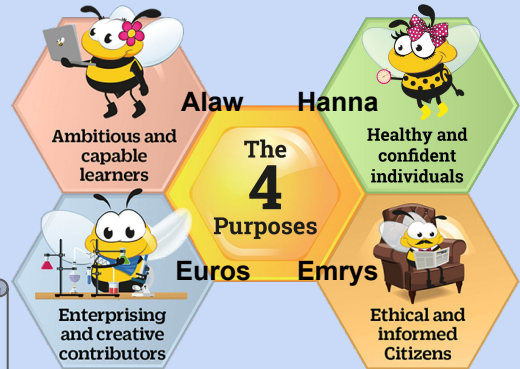 Alaw
Hanna
Ambitious and
capable
learners
The
4
Purposes
Healthy and
confident
individuals
Euros
Emrys
Enterprising
and creative
contributors
Ethical and
informed
Citizens